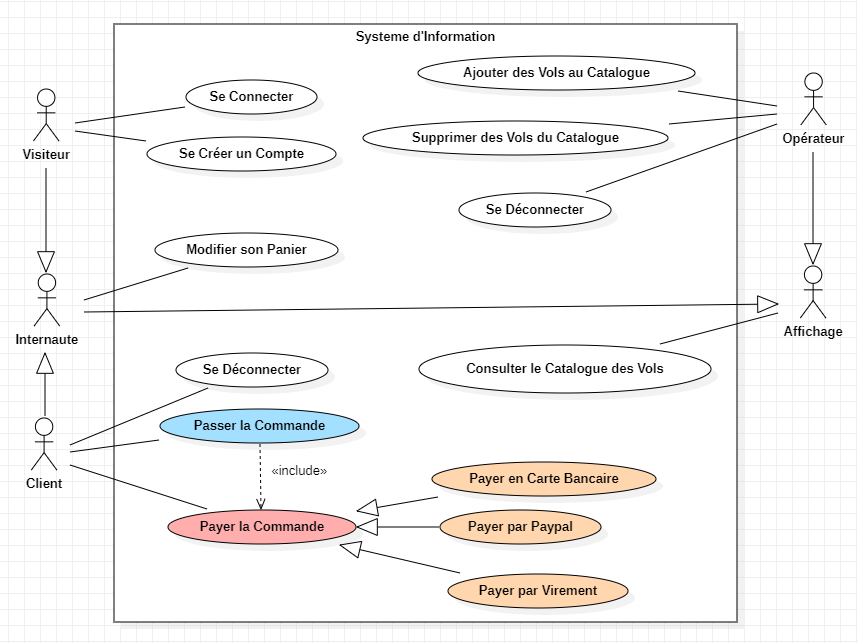 Systeme d'Information
Ajouter des Vols au Catalogue
Se Connecter
Supprimer des Vols du Catalogue
Opérateur
Visiteur
Se Créer un Compte
Se Déconnecter
Modifier son Panier
Internaute
Affichage
Se Déconnecter
Consulter le Catalogue des Vols
Passer la Commande
«include»
Client
Payer en Carte Bancaire
Payer la Commande
Payer par Paypal
Payer par Virement